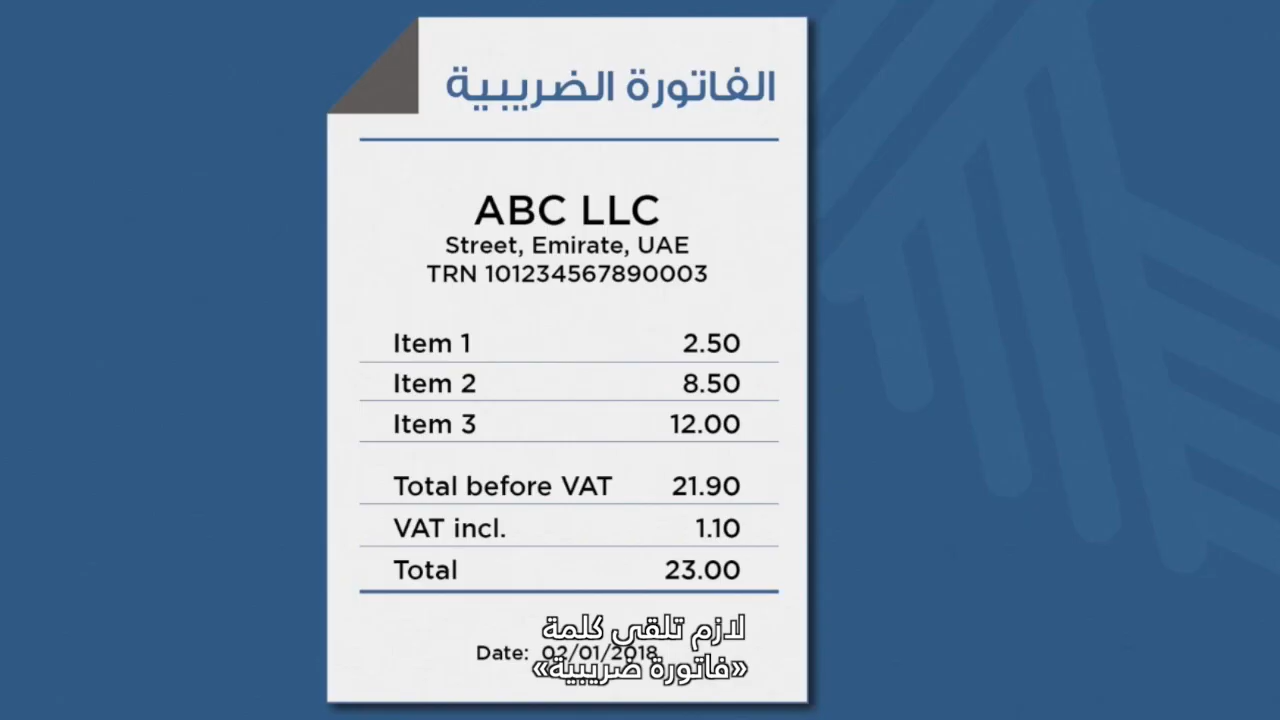 الفاتورة الضريبية
ABC LLC
Street, Emirate, UAE
TRN 101234567890003
Item 1 2.50
Item 2 8.50
Item 3 12.00
Total before VAT 21.90
VAT incl. 1.10
Total 23.00
Date: 02/01/2018
لازم تلقى كلمة
«فاتورة ضريبية»